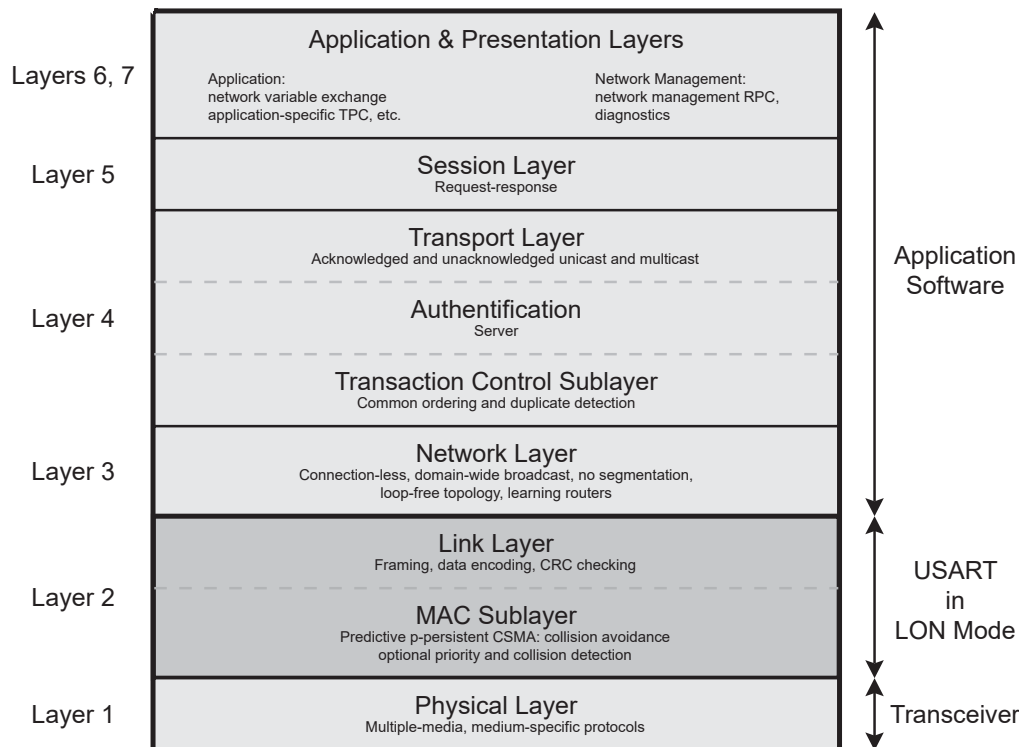 Application & Presentation Layers
Layers 6, 7
Application:
network variable exchange
application-specific TPC, etc.
Network Management:
network management RPC,
diagnostics
Layer 5
Session Layer
Request-response
Transport Layer
Acknowledged and unacknowledged unicast and multicast
Layer 4
Authentification
Server
Transaction Control Sublayer
Common ordering and duplicate detection
Layer 3
Network Layer
Connection-less, domain-wide broadcast, no segmentation,
loop-free topology, learning routers
Application
Software
Layer 2
Link Layer
Framing, data encoding, CRC checking
MAC Sublayer
Predictive p-persistent CSMA: collision avoidance
optional priority and collision detection
USART
in
LON Mode
Layer 1
Physical Layer
Multiple-media, medium-specific protocols
Transceiver